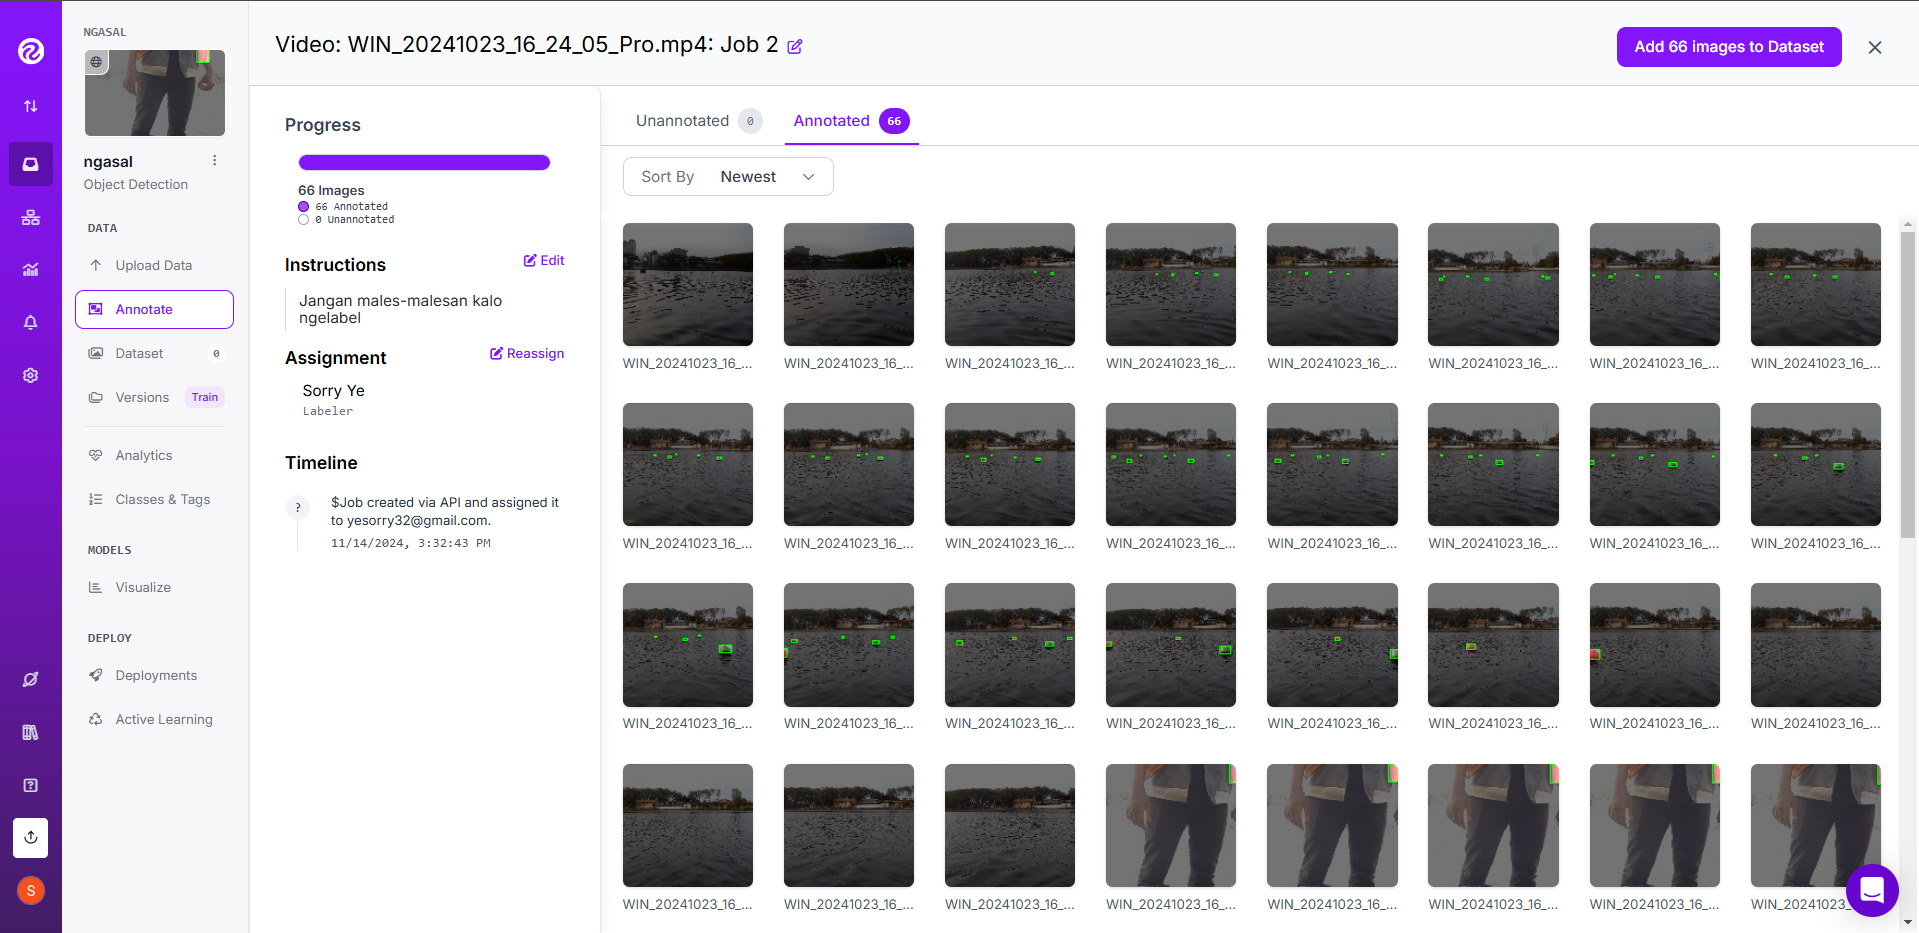 NGASAL
ngasal
Object Detection
DATA
Upload Data
Annotate
Dataset 0
Versions Train
Analytics
Classes & Tags
MODELS
Visualize
DEPLOY
Deployments
Active Learning
S
Video: WIN_20241023_16_24_05_Pro.mp4: Job 2
Add 66 images to Dataset
Progress
66 Images
66 Annotated
0 Unannotated
Instructions
Edit
Jangan males-malesan kalo
ngelabel
Assignment
Reassign
Sorry Ye
Labeler
Timeline
?
$Job created via API and assigned it
to yesorry32@gmail.com.
11/14/2024, 3:32:43 PM
Unannotated 0 Annotated 66
Sort By Newest
WIN_20241023_16_... WIN_20241023_16_... WIN_20241023_16_... WIN_20241023_16_... WIN_20241023_16_... WIN_20241023_16_... WIN_20241023_16_... WIN_20241023_16_...
WIN_20241023_16_... WIN_20241023_16_... WIN_20241023_16_... WIN_20241023_16_... WIN_20241023_16_... WIN_20241023_16_... WIN_20241023_16_... WIN_20241023_16_...
WIN_20241023_16_... WIN_20241023_16_... WIN_20241023_16_... WIN_20241023_16_... WIN_20241023_16_... WIN_20241023_16_... WIN_20241023_16_... WIN_20241023_16_...
WIN_20241023_16_... WIN_20241023_16_... WIN_20241023_16_... WIN_20241023_16_... WIN_20241023_16_... WIN_20241023_16_... WIN_20241023_16_... WIN_20241023